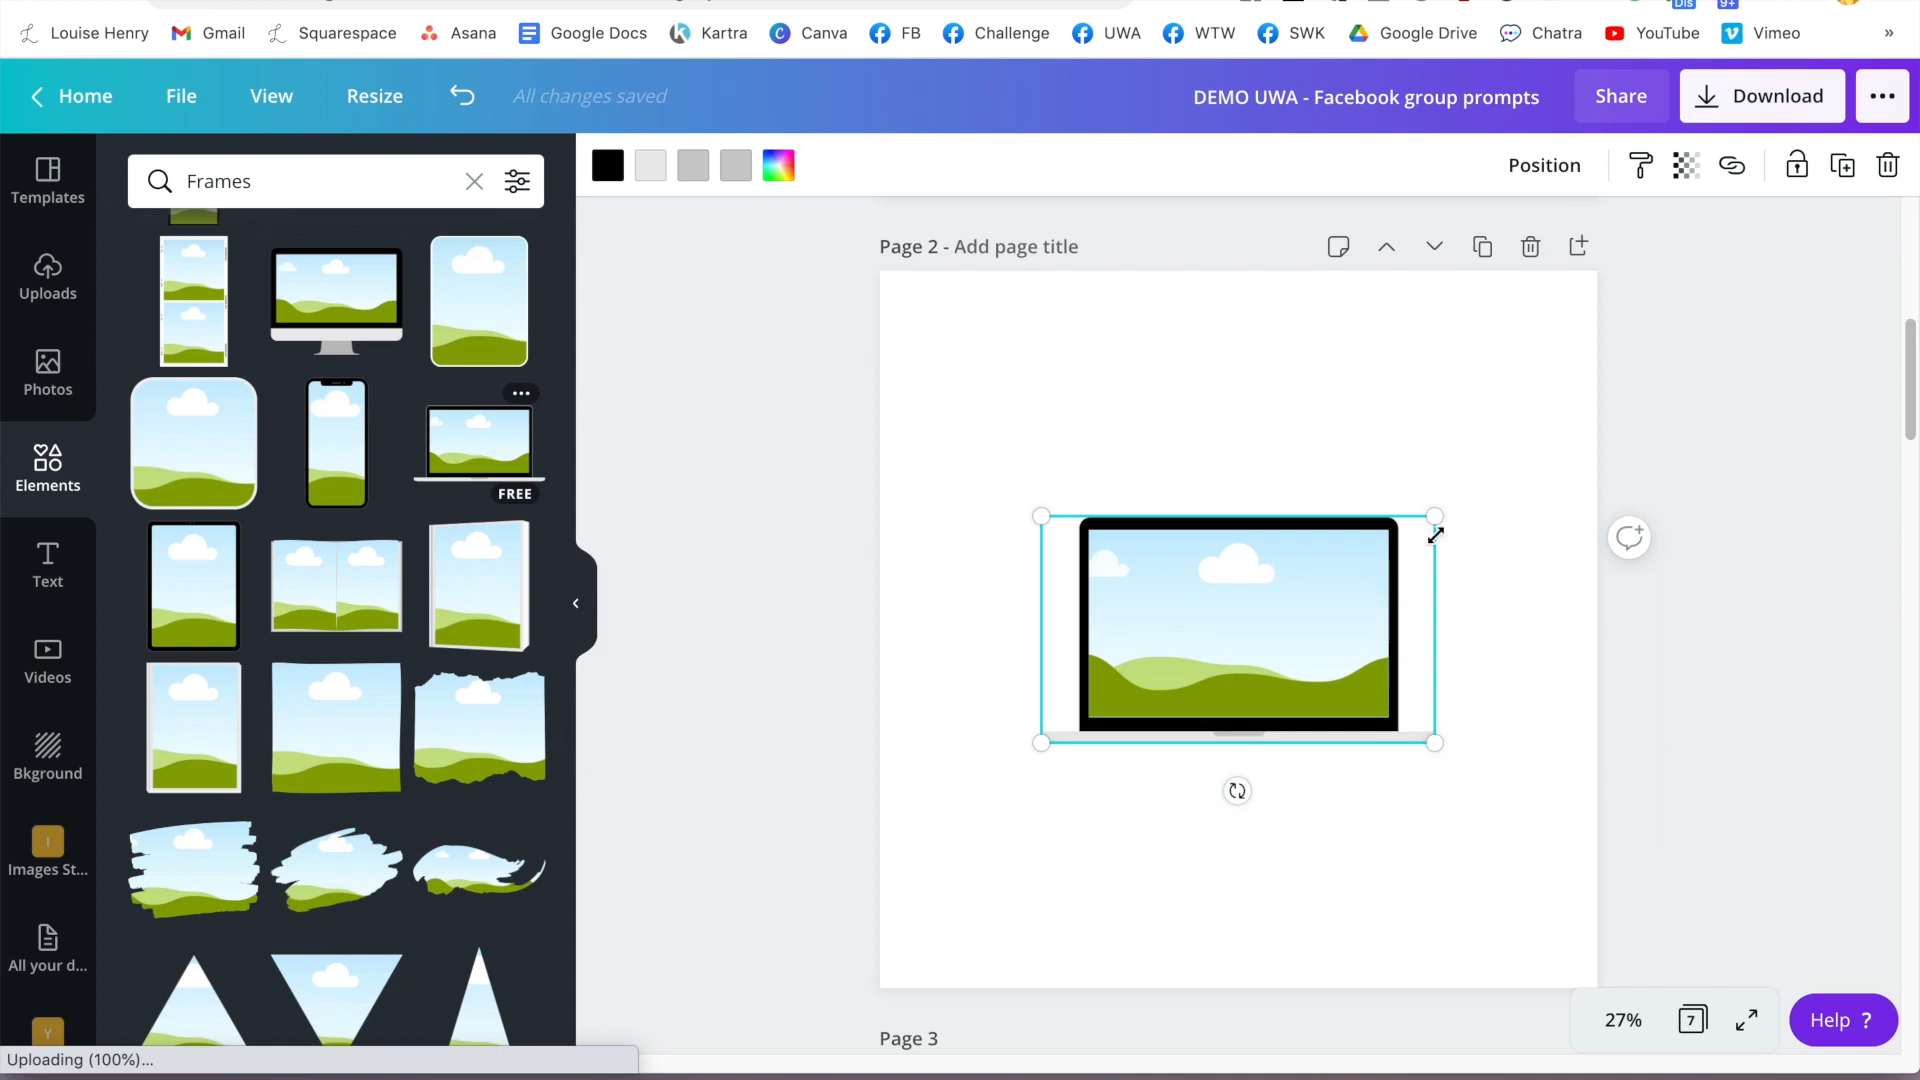 Louise Henry Gmail Squarespace Asana Google Docs Kartra Canva FB Challenge UWA WTW SWK Google Drive Chatra YouTube Vimeo »
Home File View Resize All changes saved DEMO UWA - Facebook group prompts Share Download
Templates
Uploads
Photos
Elements
Text
Videos
Bkground
Images St...
All your d...
Frames
FREE
Position
Page 2 - Add page title
Page 3
27% 7 Help ?
Uploading (100%)...